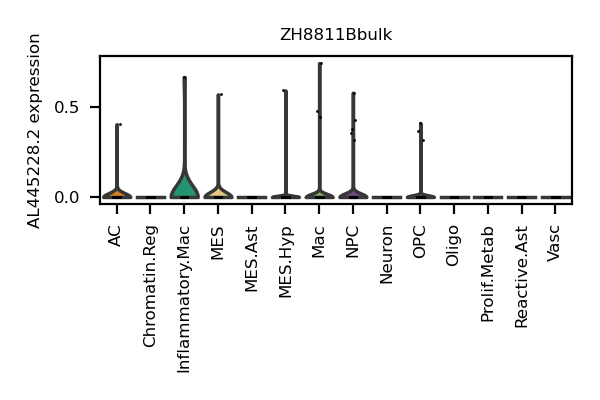 ZH8811Bbulk
AL445228.2 expression
0.5
0.0
AC
Chromatin.Reg
Inflammatory.Mac
MES
MES.Ast
MES.Hyp
Mac
NPC
Neuron
OPC
Oligo
Prolif.Metab
Reactive.Ast
Vasc